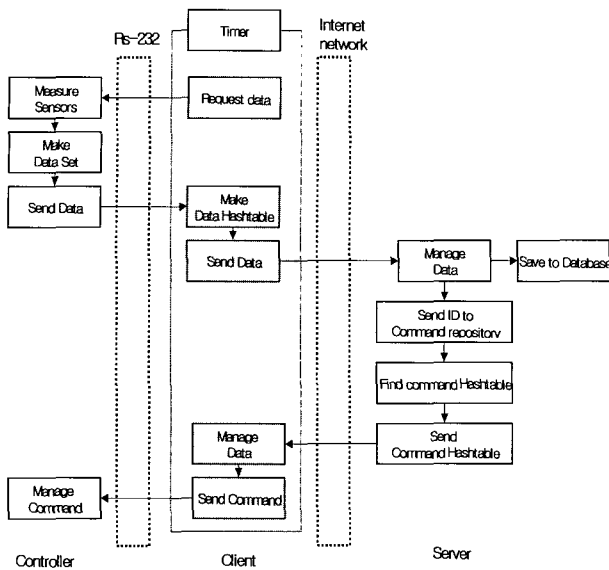 Rs-232
Timer
Internet
network
Measure
Sensors
Request data
Make
Data Set
Send Data
Make
Data Hashtable
Send Data
Manage
Data
Save to Database
Send ID to
Command repository
Find command Hashtable
Send
Command Hashtable
Manage
Data
Manage
Command
Send Command
Controller
Client
Server